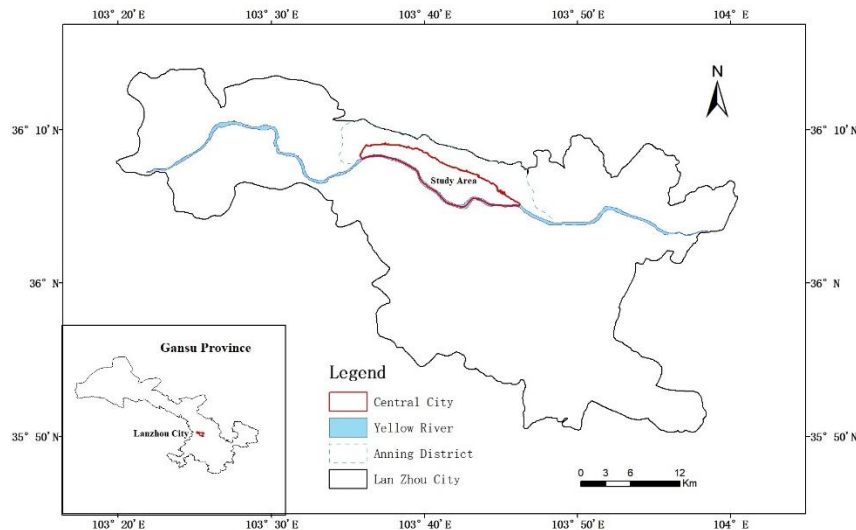 103° 20′E 103° 30′E 103° 40′E 103° 50′E 104° E
N
36° 10′N
36° 10′N
Study Area
36° N
36° N
Gansu Province
Lanzhou City
Legend
Central City
Yellow River
Anning District
Lan Zhou City
35° 50′N
35° 50′N
0 3 6 12
Km
103° 20′E 103° 30′E 103° 40′E 103° 50′E 104° E